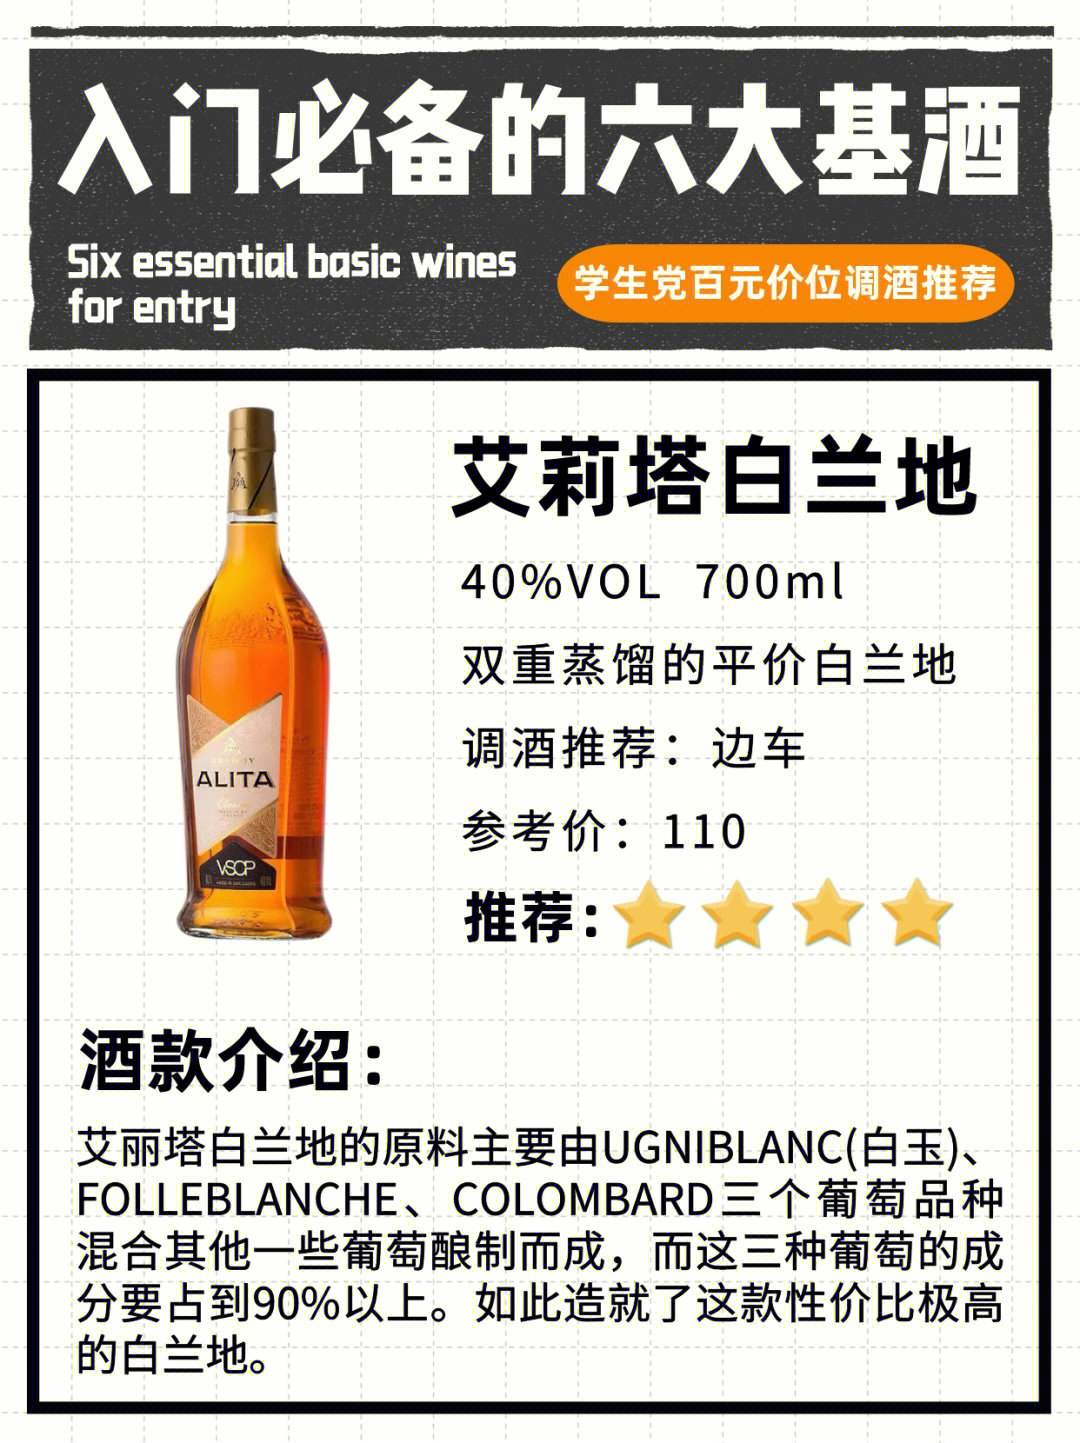 入门必备的六大基酒
Six essential basic wines
for entry
学生党百元价位调酒推荐
艾莉塔白兰地
40%VOL 700ml
双重蒸馏的平价白兰地
调酒推荐：边车
参考价：110
推荐：
BRANDY
ALITA
VSOP
酒款介绍：
艾丽塔白兰地的原料主要由UGNIBLANC(白玉)、
FOLLEBLANCHE、COLOMBARD三个葡萄品种
混合其他一些葡萄酿制而成，而这三种葡萄的成
分要占到90%以上。如此造就了这款性价比极高
的白兰地。